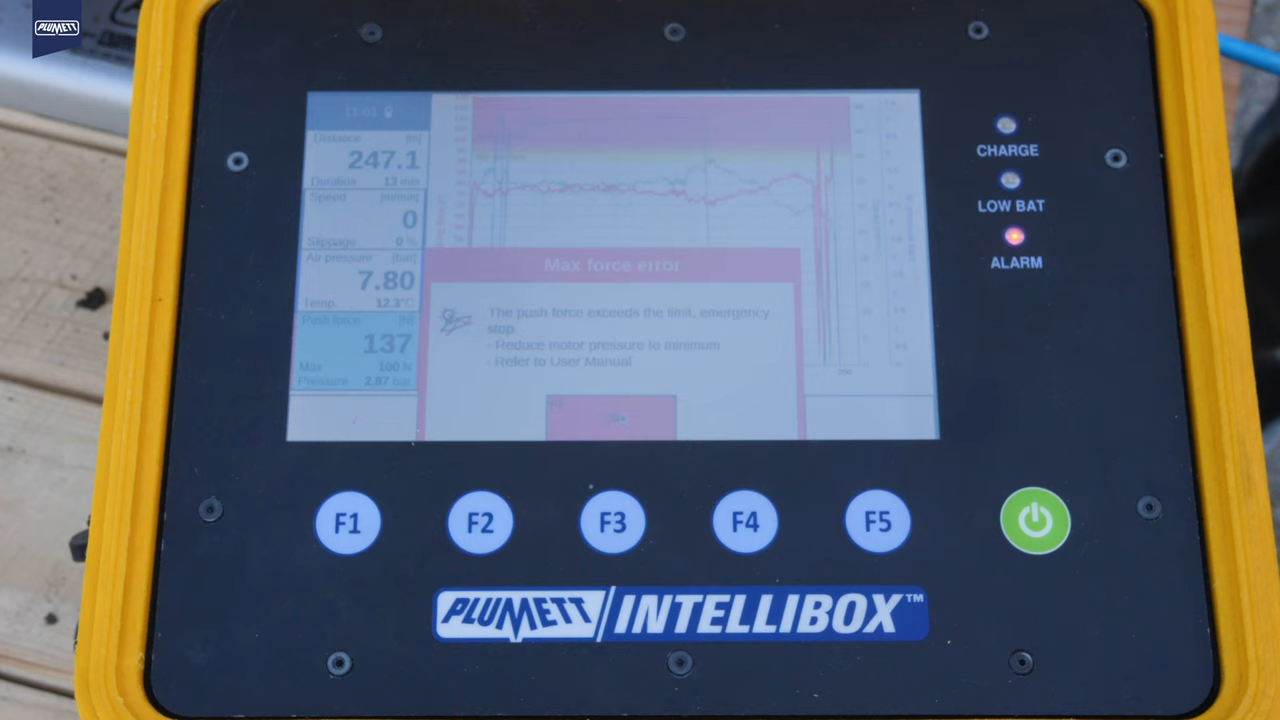 PLUMETT
11:01
Distance [m]
247.1
Duration 13 min
Speed [m/min]
0
Slippage 0 %
Air pressure [bar]
7.80
Temp. 12.3°C
Push force [N]
137
Max 100 N
Pressure 2.87 bar
Max force error
The push force exceeds the limit, emergency
stop.
- Reduce motor pressure to minimum
- Refer to User Manual
CHARGE
LOW BAT
ALARM
F1 F2 F3 F4 F5
PLUMETT INTELLIBOX™